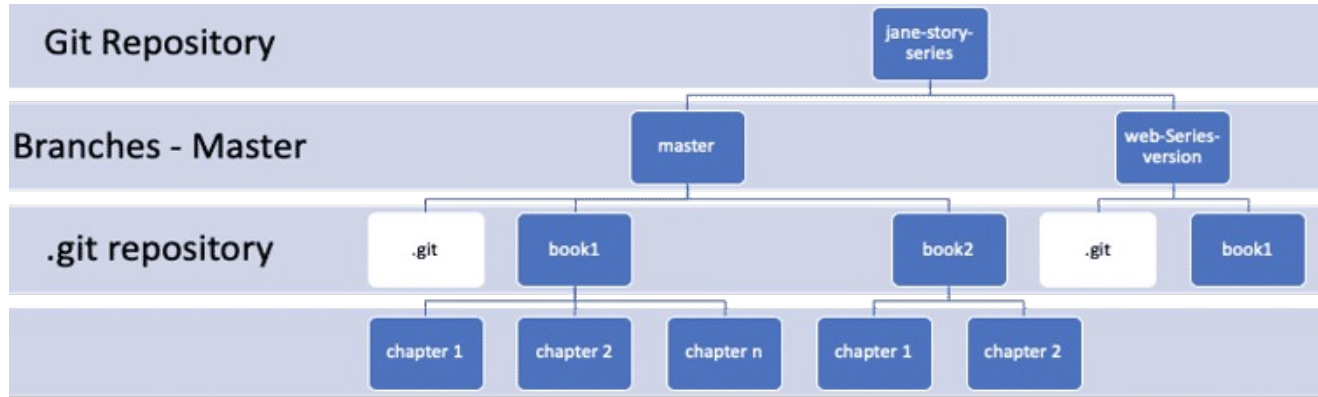 Git Repository
jane-story-
series
Branches - Master
master
web-Series-
version
.git repository
.git
book1
book2
.git
book1
chapter 1
chapter 2
chapter n
chapter 1
chapter 2